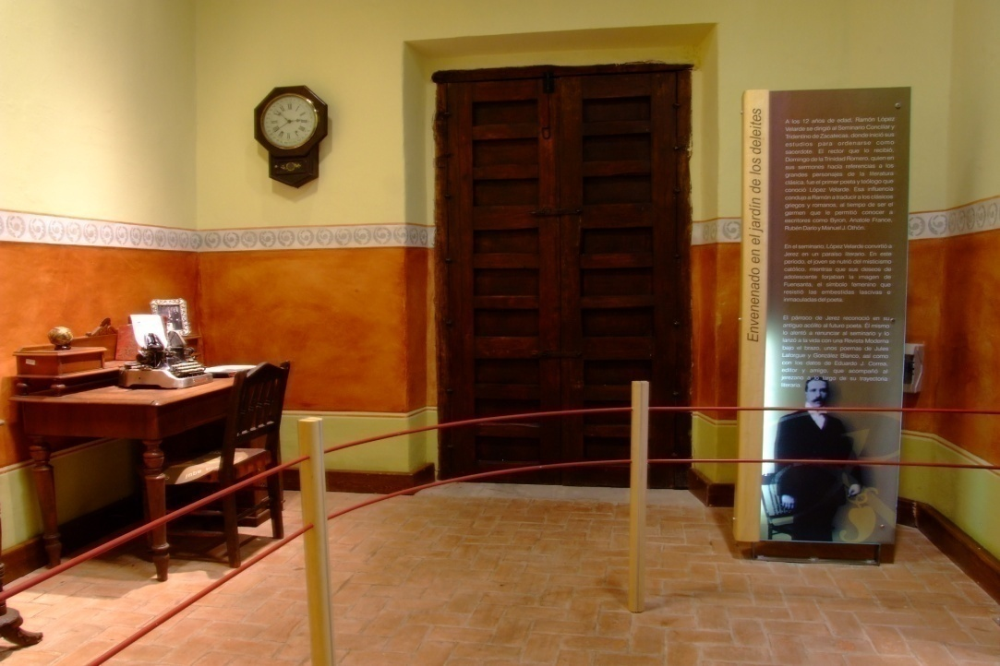 Envenenado en el jardín de los deleites
A los 12 años de edad, Ramón López
Velarde se dirigió al Seminario Conciliar y
Tridentino de Zacatecas, donde inició sus
estudios para ordenarse como
sacerdote. El rector que lo recibió,
Domingo de la Trinidad Romero, quien en
sus sermones hacía referencias a los
grandes personajes de la literatura
clásica, fue el primer poeta y teólogo que
conoció López Velarde. Esa influencia
condujo a Ramón a traducir a los clásicos
griegos y romanos, al tiempo de ser el
germen que le permitió conocer a
escritores como Byron, Anatole France,
Rubén Darío y Manuel J. Othón.
En el seminario, López Velarde convirtió a
Jerez en un paraíso literario. En este
periodo, el joven se nutrió del misticismo
católico, mientras que sus deseos de
adolescente forjaban la imagen de
Fuensanta, el símbolo femenino que
resistió las embestidas lascivas e
inmaculadas del poeta.
El párroco de Jerez reconoció en su
antiguo acólito al futuro poeta. Él mismo
lo alentó a renunciar al seminario y lo
lanzó a la vida con una Revista Moderna
bajo el brazo, unos poemas de Jules
Laforgue y González Blanco, así como
con los datos de Eduardo J. Correa,
editor y amigo, que acompañó al
jerezano a lo largo de su trayectoria
literaria.